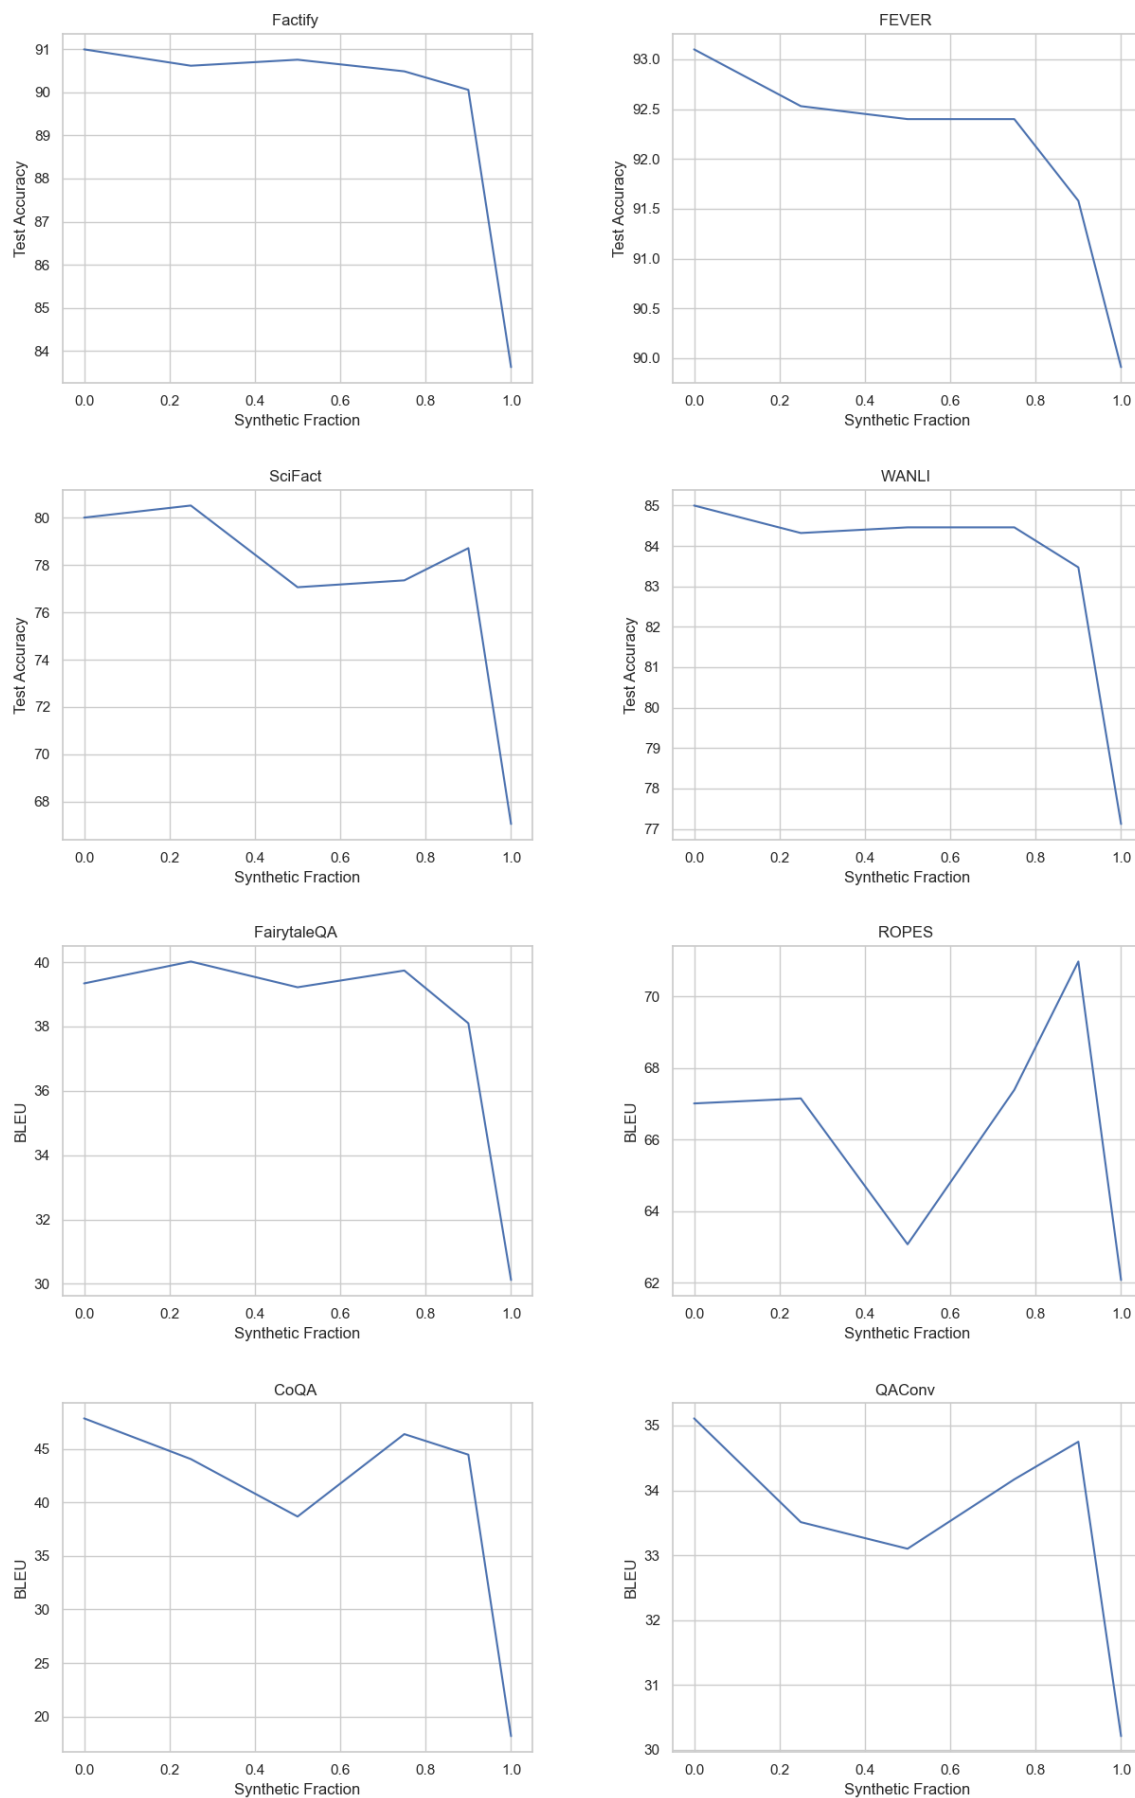 Factify
91
90
89
88
87
86
85
84
Test Accuracy
0.0 0.2 0.4 0.6 0.8 1.0
Synthetic Fraction
FEVER
93.0
92.5
92.0
91.5
91.0
90.5
90.0
Test Accuracy
0.0 0.2 0.4 0.6 0.8 1.0
Synthetic Fraction
SciFact
80
78
76
74
72
70
68
Test Accuracy
0.0 0.2 0.4 0.6 0.8 1.0
Synthetic Fraction
WANLI
85
84
83
82
81
80
79
78
77
Test Accuracy
0.0 0.2 0.4 0.6 0.8 1.0
Synthetic Fraction
FairytaleQA
40
38
36
34
32
30
BLEU
0.0 0.2 0.4 0.6 0.8 1.0
Synthetic Fraction
ROPES
70
68
66
64
62
BLEU
0.0 0.2 0.4 0.6 0.8 1.0
Synthetic Fraction
CoQA
45
40
35
30
25
20
BLEU
0.0 0.2 0.4 0.6 0.8 1.0
Synthetic Fraction
QAConv
35
34
33
32
31
30
BLEU
0.0 0.2 0.4 0.6 0.8 1.0
Synthetic Fraction